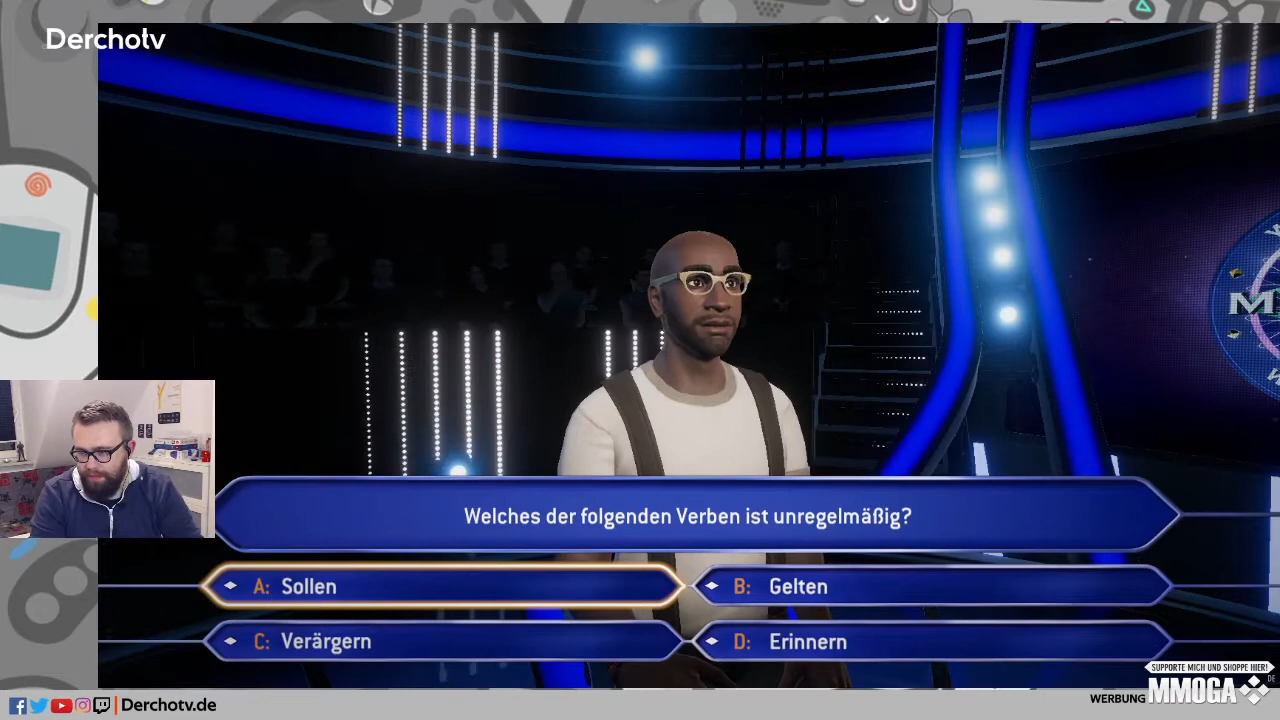 Derchotv
M
Welches der folgenden Verben ist unregelmäßig?
A: Sollen
B: Gelten
C: Verärgern
D: Erinnern
SUPPORTE MICH UND SHOPPE HIER!
WERBUNG MMOGA .DE
Derchotv.de